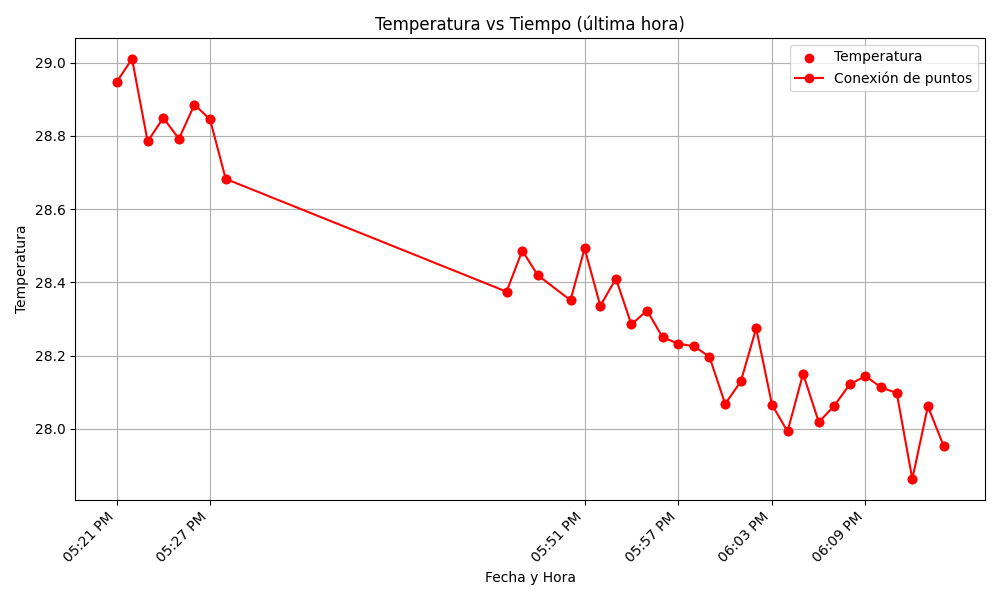 Temperatura vs Tiempo (última hora)
Temperatura
Conexión de puntos
29.0
28.8
28.6
28.4
28.2
28.0
Temperatura
05:21 PM
05:27 PM
05:51 PM
05:57 PM
06:03 PM
06:09 PM
Fecha y Hora